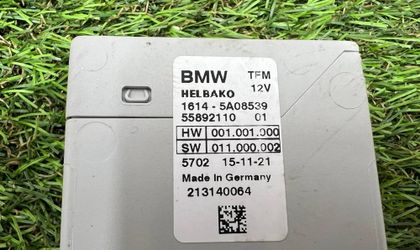 BMW TFM
HELBAKO 12V
1614 - 5A08539
55892110 01
HW 001.001.000
SW 011.000.002
5702 15-11-21
Made in Germany
213140064